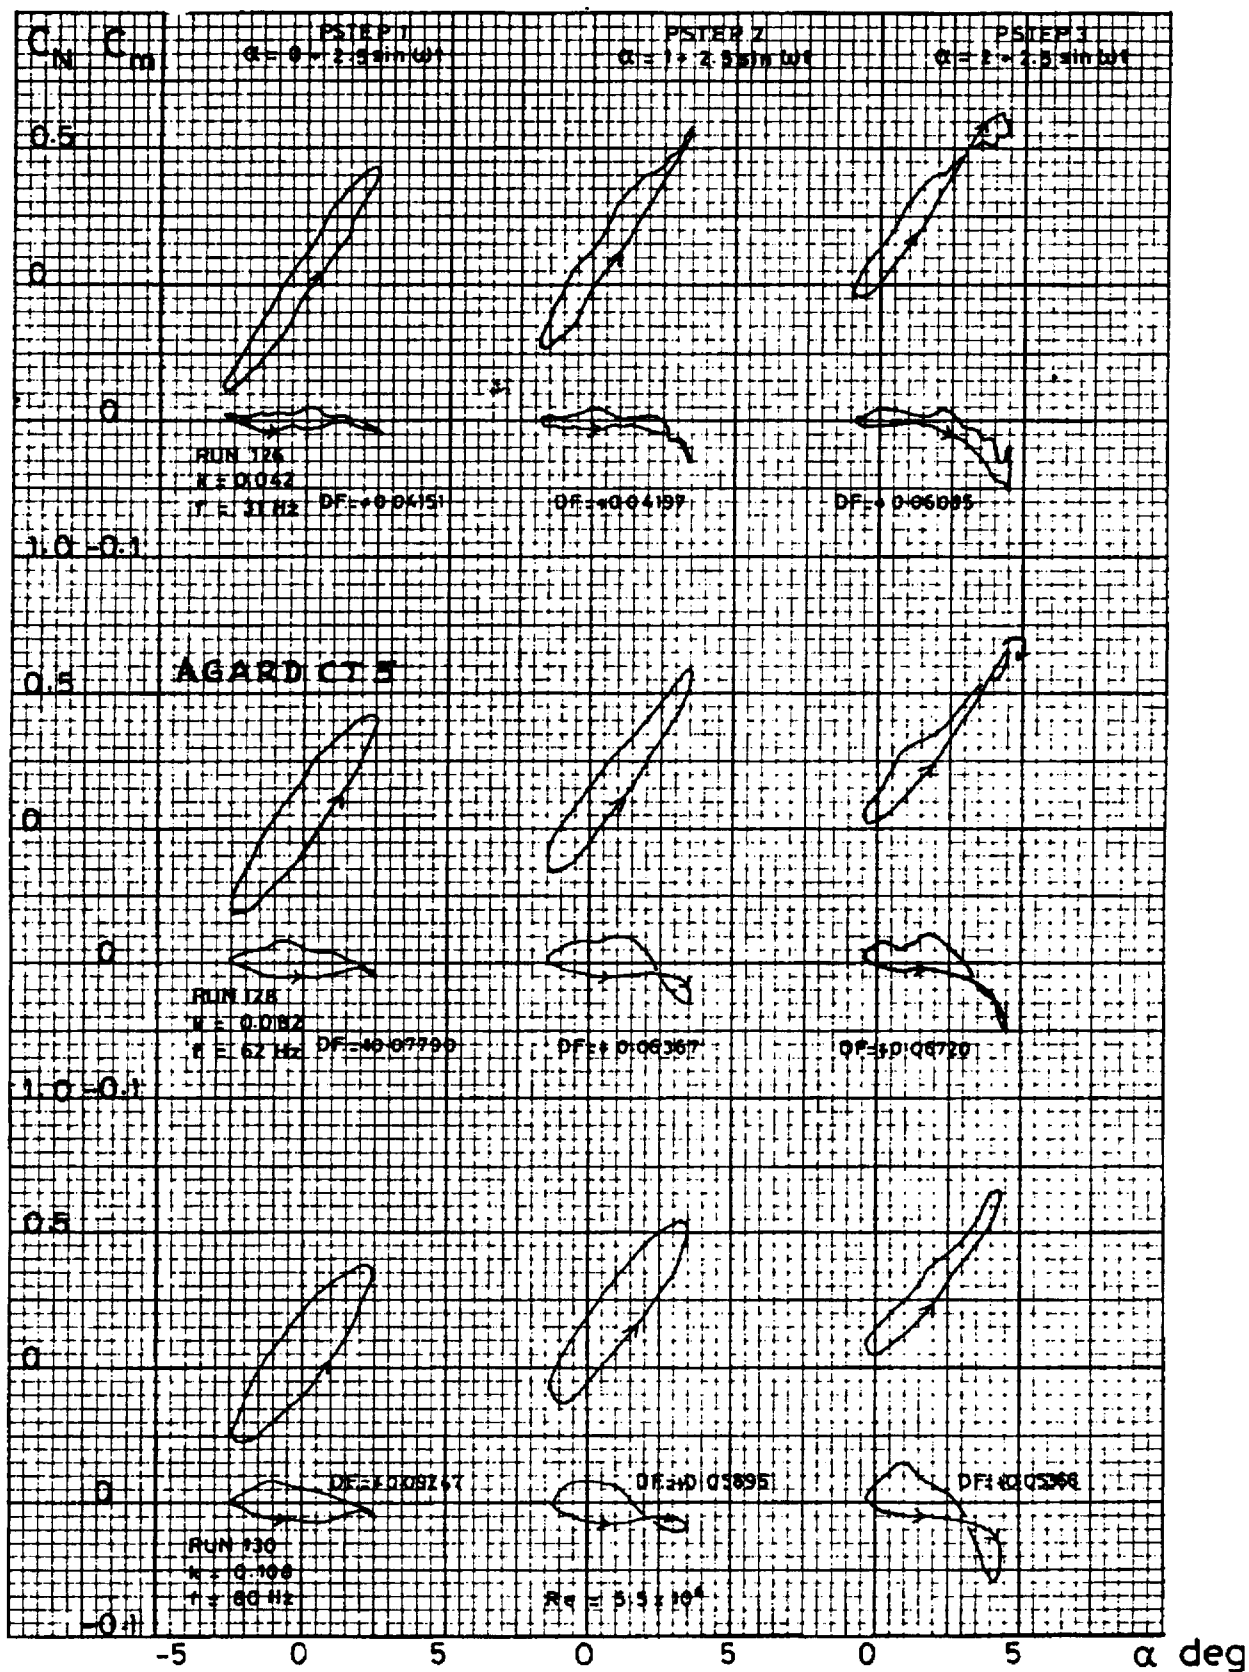 C_N C_m
PSTEP 1
α = 0 + 2.5 sin ωt
PSTEP 2
α = 1 + 2.5 sin ωt
PSTEP 3
α = 2 + 2.5 sin ωt
0.5
0
0
RUN 126
k = 0.042
f = 31 Hz
DF=+0.04151
DF=+0.04197
DF=+0.06085
1.0 -0.1
AGARD CT 5
0.5
0
0
RUN 128
k = 0.082
f = 62 Hz
DF=+0.07790
DF=+0.06367
DF=+0.06720
1.0 -0.1
0.5
0
0
DF=+0.09247
DF=+0.05895
DF=+0.05366
RUN 130
k = 0.108
f = 80 Hz
Re = 5.5 x 10⁶
-0.1
-5 0 5 0 5 0 5 α deg